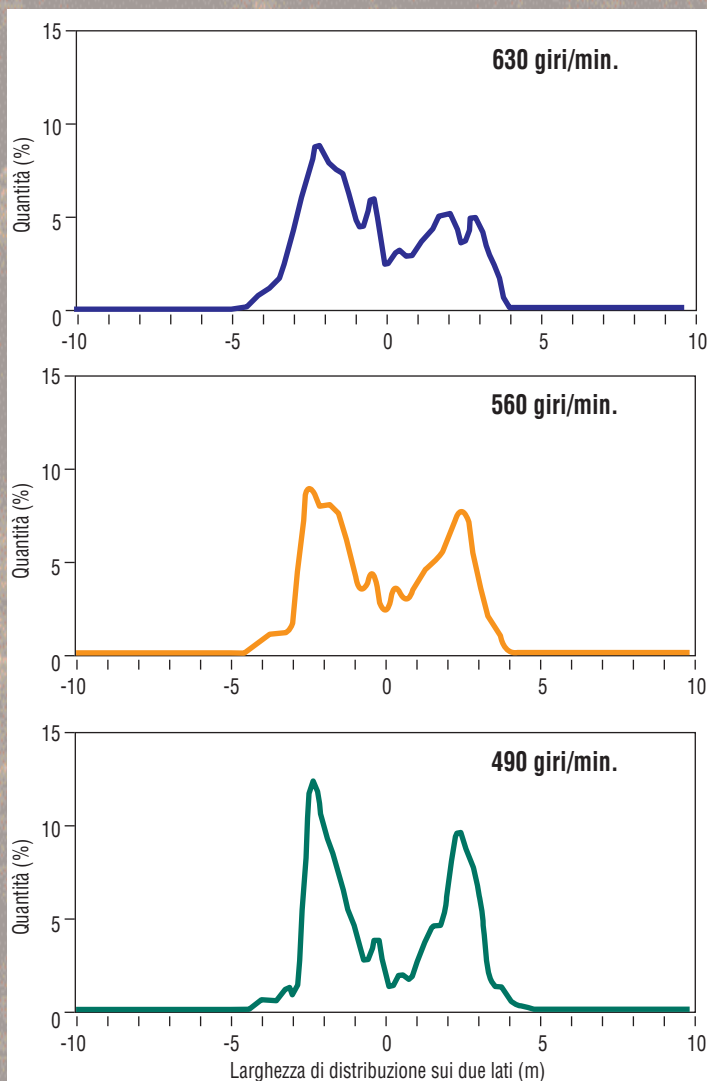 15
630 giri/min.
10
Quantità (%)
5
0
-10 -5 0 5 10
15
560 giri/min.
10
Quantità (%)
5
0
-10 -5 0 5 10
15
490 giri/min.
10
Quantità (%)
5
0
-10 -5 0 5 10
Larghezza di distribuzione sui due lati (m)